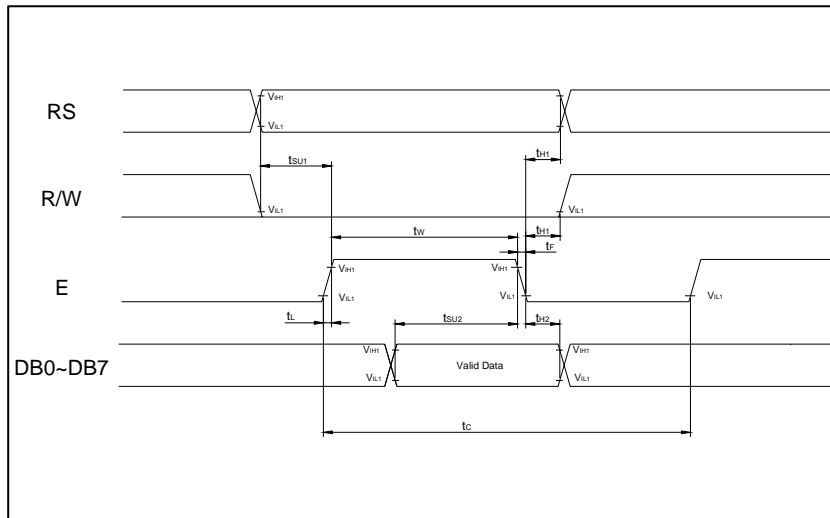 RS
VIH1
VIL1
tSU1
tH1
R/W
VIL1
VIL1
tW
tH1
tF
E
VIH1
VIH1
VIL1
VIL1
VIL1
tL
tSU2
tH2
DB0~DB7
VIH1
VIH1
Valid Data
VIL1
VIL1
tC